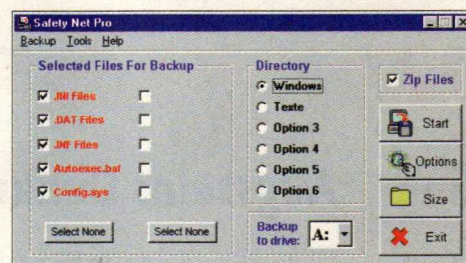 Safety Net Pro
Backup Tools Help
Selected Files For Backup
.INI Files
.DAT Files
.INF Files
Autoexec.bat
Config.sys
Select None
Select None
Directory
Windows
Texte
Option 3
Option 4
Option 5
Option 6
Backup
to drive:
A:
Zip Files
Start
Options
Size
Exit